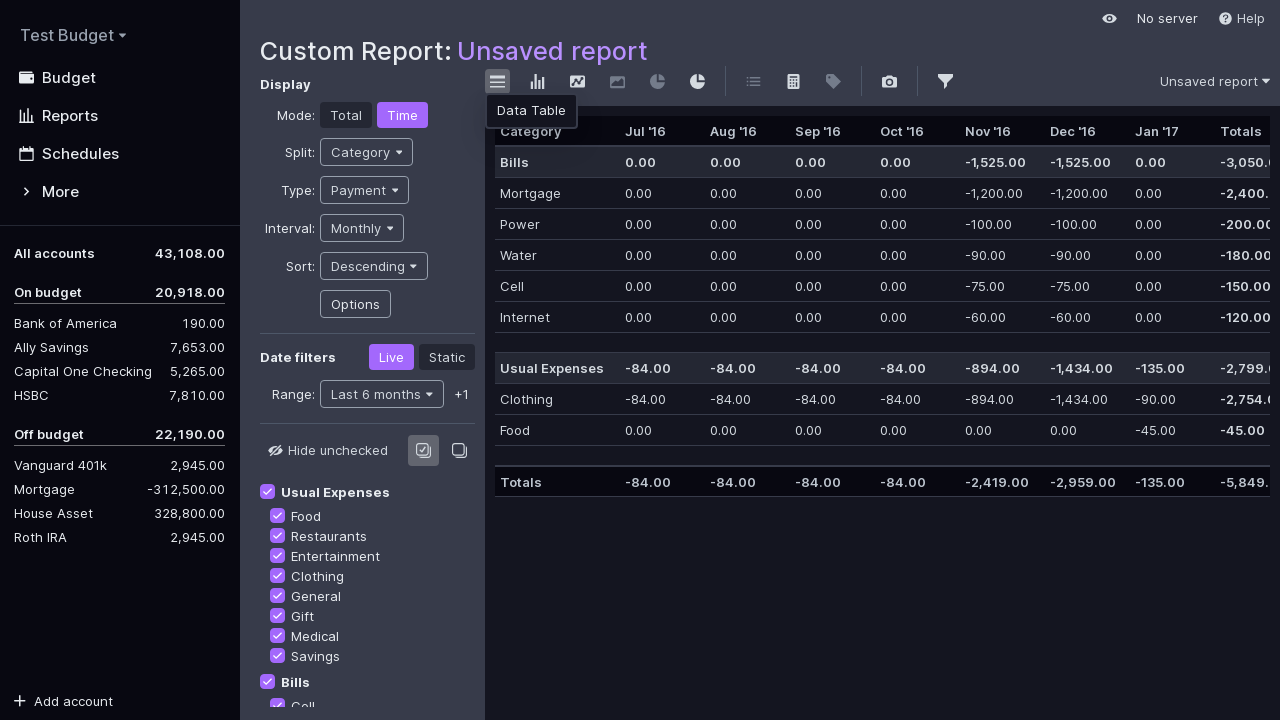 Test Budget
Budget
Reports
Schedules
More
All accounts 43,108.00
On budget 20,918.00
Bank of America 190.00
Ally Savings 7,653.00
Capital One Checking 5,265.00
HSBC 7,810.00
Off budget 22,190.00
Vanguard 401k 2,945.00
Mortgage -312,500.00
House Asset 328,800.00
Roth IRA 2,945.00
Add account
No server Help
Custom Report: Unsaved report
Display
Mode: Total Time
Split: Category
Type: Payment
Interval: Monthly
Sort: Descending
Options
Date filters Live Static
Range: Last 6 months +1
Hide unchecked
Usual Expenses
Food
Restaurants
Entertainment
Clothing
General
Gift
Medical
Savings
Bills
Cell
Unsaved report
Data Table
Category Jul '16 Aug '16 Sep '16 Oct '16 Nov '16 Dec '16 Jan '17 Totals
Bills 0.00 0.00 0.00 0.00 -1,525.00 -1,525.00 0.00 -3,050.
Mortgage 0.00 0.00 0.00 0.00 -1,200.00 -1,200.00 0.00 -2,400.
Power 0.00 0.00 0.00 0.00 -100.00 -100.00 0.00 -200.00
Water 0.00 0.00 0.00 0.00 -90.00 -90.00 0.00 -180.00
Cell 0.00 0.00 0.00 0.00 -75.00 -75.00 0.00 -150.00
Internet 0.00 0.00 0.00 0.00 -60.00 -60.00 0.00 -120.00
Usual Expenses -84.00 -84.00 -84.00 -84.00 -894.00 -1,434.00 -135.00 -2,799.
Clothing -84.00 -84.00 -84.00 -84.00 -894.00 -1,434.00 -90.00 -2,754.
Food 0.00 0.00 0.00 0.00 0.00 0.00 -45.00 -45.00
Totals -84.00 -84.00 -84.00 -84.00 -2,419.00 -2,959.00 -135.00 -5,849.